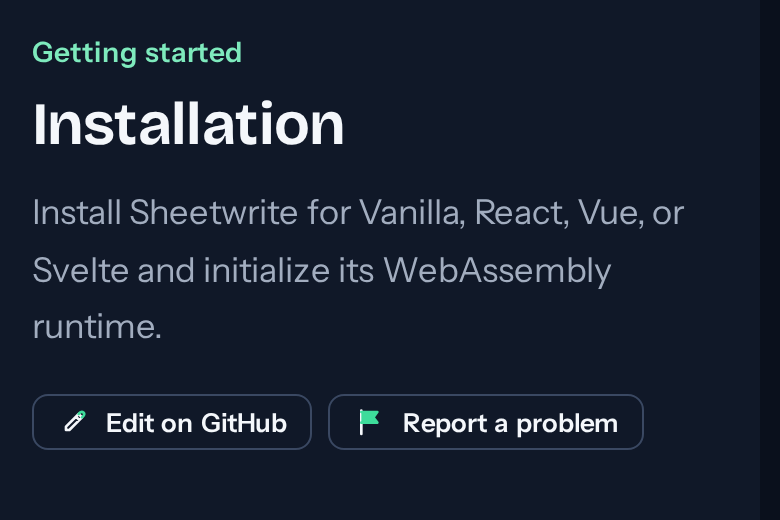 Getting started
Installation
Install Sheetwrite for Vanilla, React, Vue, or
Svelte and initialize its WebAssembly
runtime.
Edit on GitHub
Report a problem